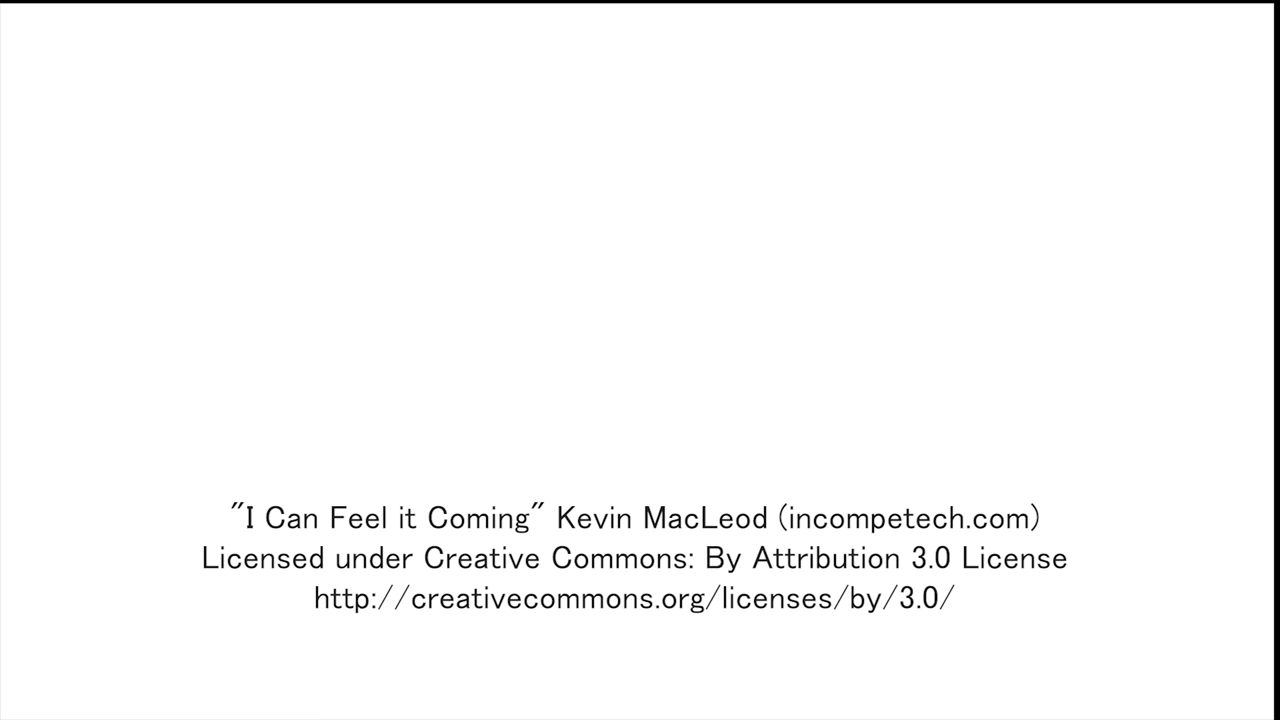 "I Can Feel it Coming" Kevin MacLeod (incompetech.com)
Licensed under Creative Commons: By Attribution 3.0 License
http://creativecommons.org/licenses/by/3.0/